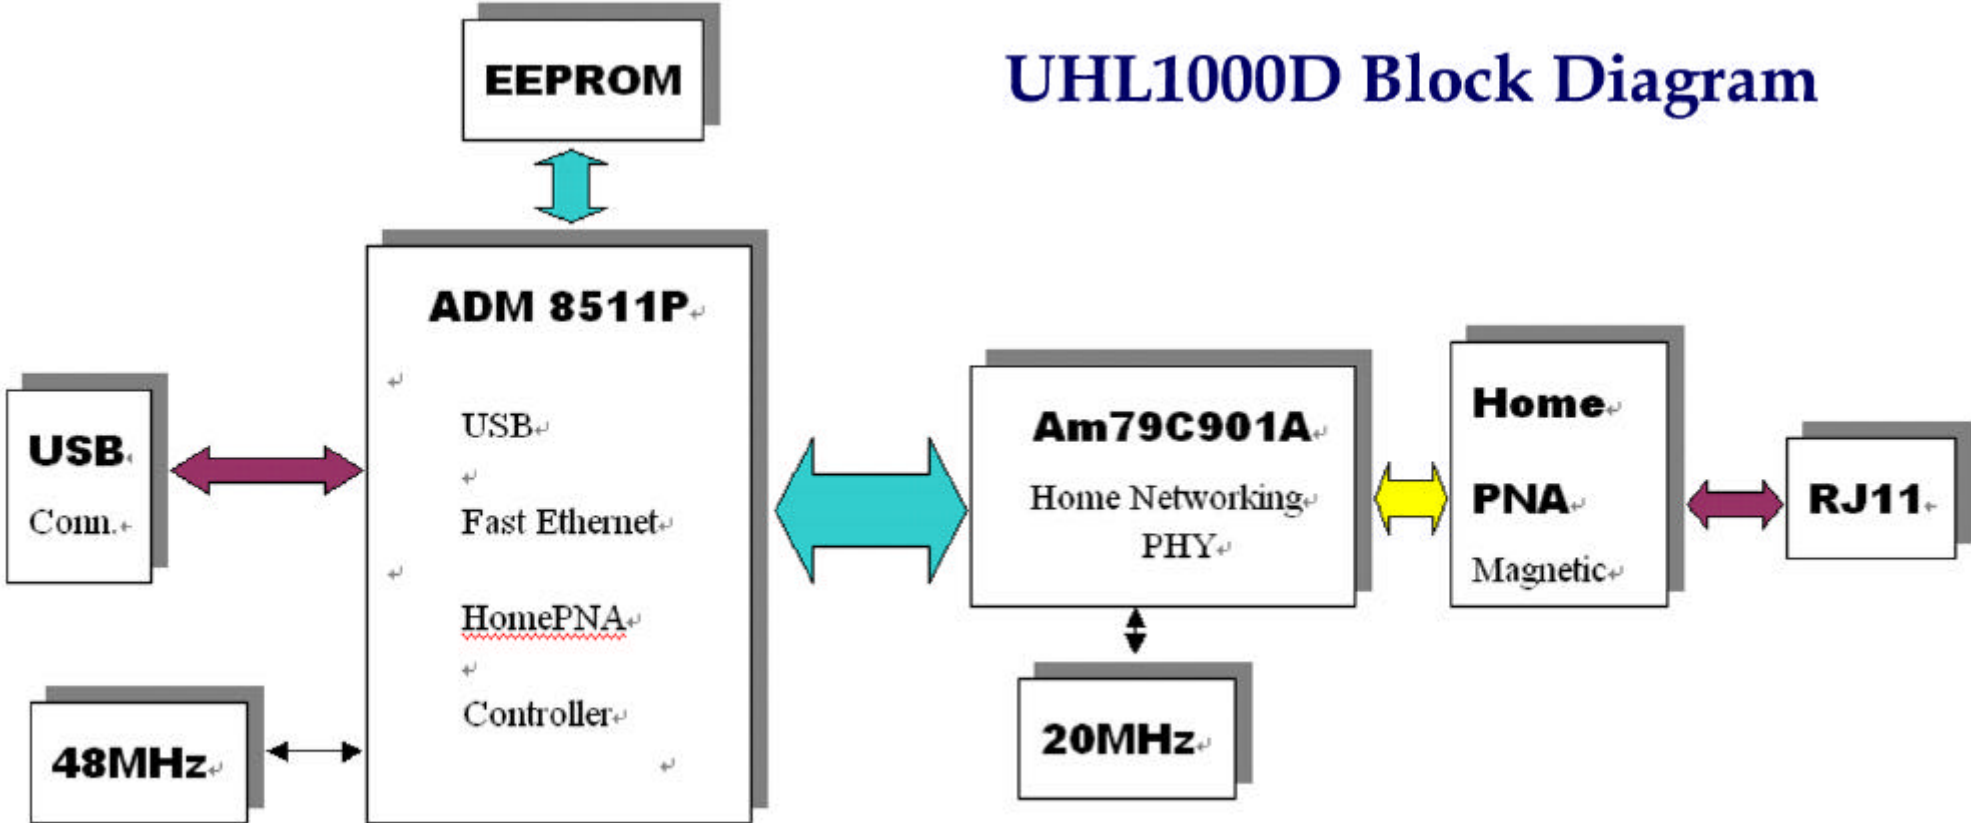 EEPROM
UHL1000D Block Diagram
ADM 8511P
USB
Fast Ethernet
HomePNA
Controller
USB
Conn.
48MHz
Am79C901A
Home Networking
PHY
20MHz
Home
PNA
Magnetic
RJ11